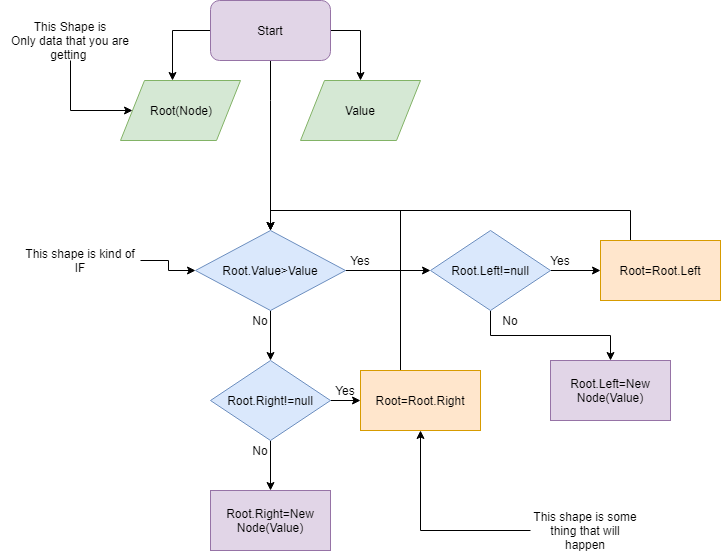 This Shape is
Only data that you are
getting
Start
Root(Node)
Value
This shape is kind of
IF
Root.Value>Value
Yes
Root.Left!=null
Yes
Root=Root.Left
No
No
Root.Left=New
Node(Value)
Root.Right!=null
Yes
Root=Root.Right
No
Root.Right=New
Node(Value)
This shape is some
thing that will
happen